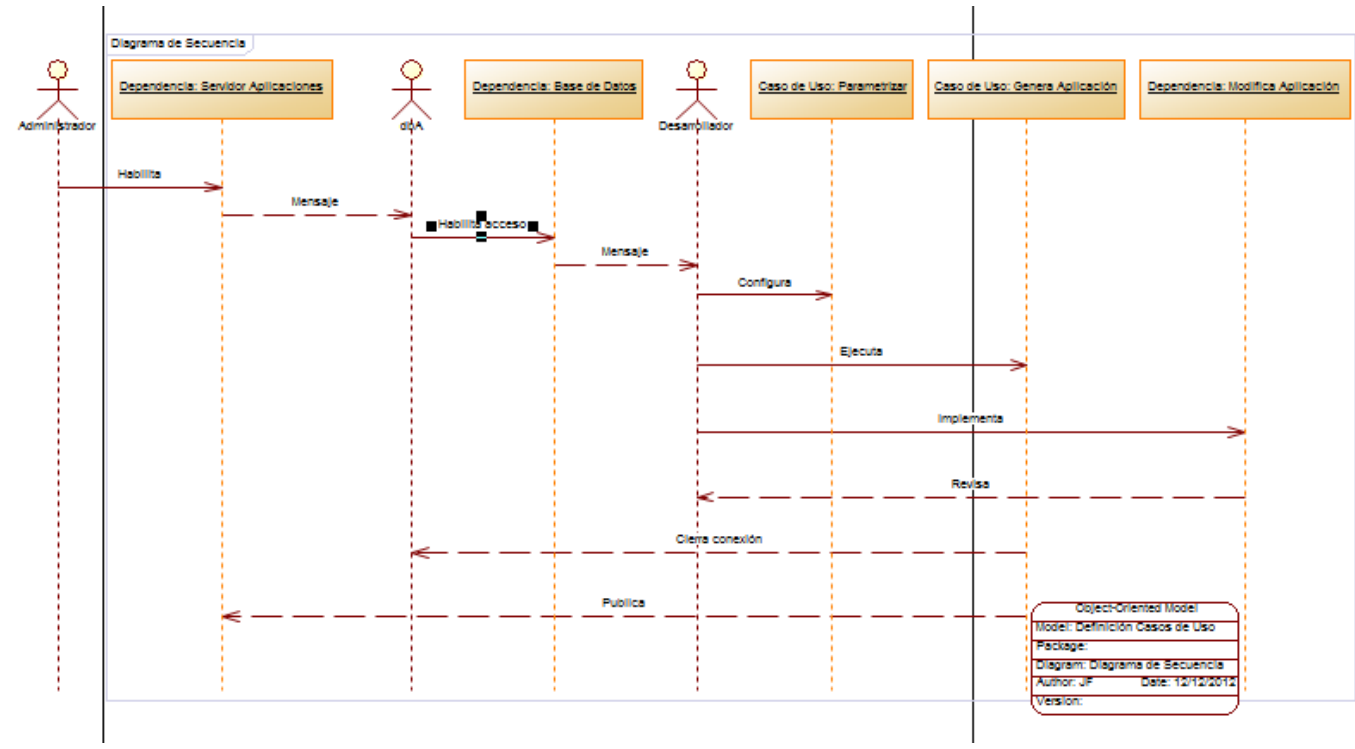 Diagrama de Secuencia
Dependencia: Servidor Aplicaciones
Dependencia: Base de Datos
Caso de Uso: Parametrizar
Caso de Uso: Genera Aplicación
Dependencia: Modifica Aplicación
Administrador
dbA
Desarrollador
Habilita
Mensaje
Habilita acceso
Mensaje
Configura
Ejecuta
Implementa
Revisa
Cierra conexión
Publica
Object-Oriented Model
Model: Definición Casos de Uso
Package:
Diagram: Diagrama de Secuencia
Author: JF Date: 12/12/2012
Version: